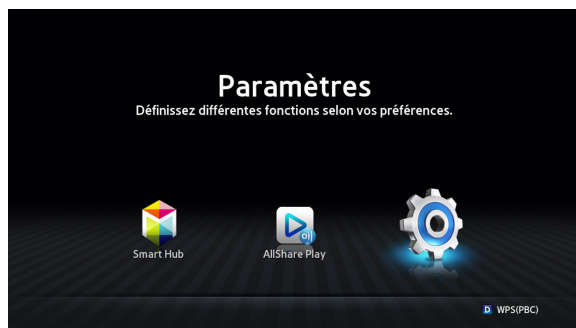 Paramètres
Définissez différentes fonctions selon vos préférences.
Smart Hub
AllShare Play
D WPS(PBC)